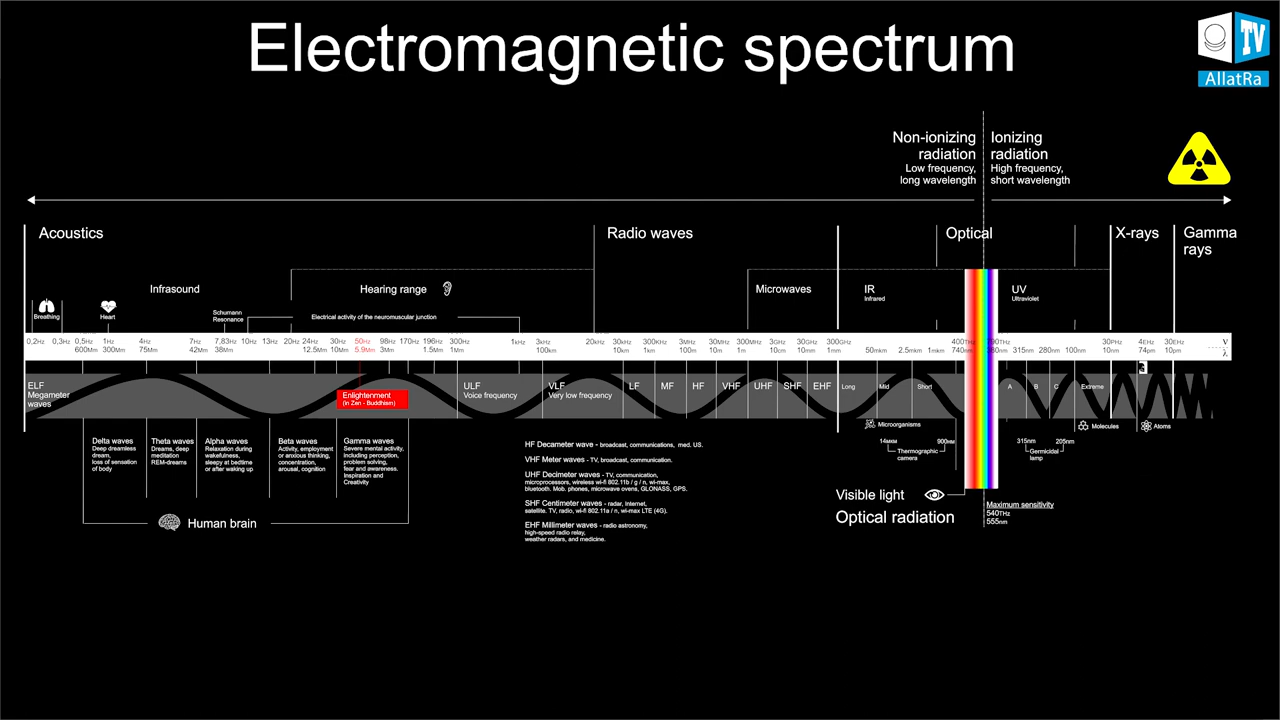 Electromagnetic spectrum
TV
AllatRa
Non-ionizing
radiation
Low frequency,
long wavelength
Ionizing
radiation
High frequency,
short wavelength
Acoustics
Radio waves
Optical
X-rays
Gamma
rays
Infrasound
Hearing range
Microwaves
IR
Infrared
UV
Ultraviolet
Breathing
Heart
Schumann
Resonance
Electrical activity of the neuromuscular junction
0,2Hz 0,3Hz 0,5Hz 1Hz 4Hz 7Hz 7,83Hz 10Hz 13Hz 20Hz 24Hz 30Hz 50Hz 98Hz 170Hz 196Hz 300Hz 1kHz 3kHz 20kHz 30kHz 300KHz 3MHz 30MHz 300MHz 3GHz 30GHz 300GHz 400THz 790THz 30PHz 4EHz 30EHz V
600Mm 300Mm 75Mm 42Mm 38Mm 12.5Mm 10Mm 5.9Mm 3Mm 1.5Mm 1Mm 100km 10km 1km 100m 10m 1m 100mm 10mm 1mm 50mkm 2.5mkm 1mkm 740nm 380nm 315nm 280nm 100nm 10nm 74pm 10pm λ
ELF
Megameter
waves
Enlightenment
(in Zen - Buddhism)
ULF
Voice frequency
VLF
Very low frequency
LF
MF
HF
VHF
UHF
SHF
EHF
Long
Mid
Short
A
B
C
Extreme
Microorganisms
Molecules
Atoms
Delta waves
Deep dreamless
dream,
loss of sensation
of body
Theta waves
Dreams, deep
meditation
REM-dreams
Alpha waves
Relaxation during
wakefulness,
sleepy at bedtime
or after waking up
Beta waves
Activity, employment
or anxious thinking,
concentration,
arousal, cognition
Gamma waves
Severe mental activity,
including perception,
problem solving,
fear and awareness.
Inspiration and
Creativity
Human brain
HF Decameter wave - broadcast, communications, med. US.
VHF Meter waves - TV, broadcast, communication.
UHF Decimeter waves - TV, communication,
microprocessors, wireless wi-fi 802.11b / g / n, wi-max,
bluetooth. Mob. phones, microwave ovens, GLONASS, GPS.
SHF Centimeter waves - radar, Internet,
satellite. TV, radio, wi-fi 802.11a / n, wi-max LTE (4G).
EHF Millimeter waves - radio astronomy,
high-speed radio relay,
weather radars, and medicine.
14мкм
900нм
Thermographic
camera
315nm
205nm
Germicidal
lamp
Visible light
Optical radiation
Maximum sensitivity
540THz
555nm